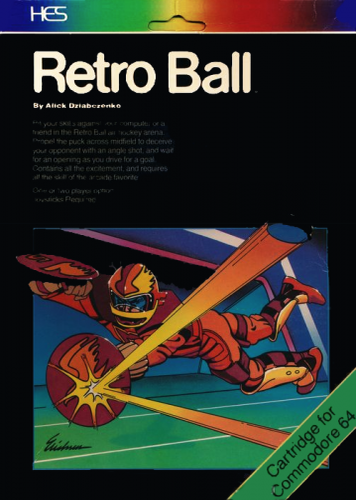 HES
Retro Ball
By Alick Dziabczenko
your skills against your computer or a
friend in the Retro Ball air hockey arena.
Propel the puck across midfield to deceive
your opponent with an angle shot, and wait
for an opening as you drive for a goal.
Contains all the excitement, and requires
all the skill of the arcade favorite.
One or two player option
Joysticks Required
Cartridge for
Commodore 64